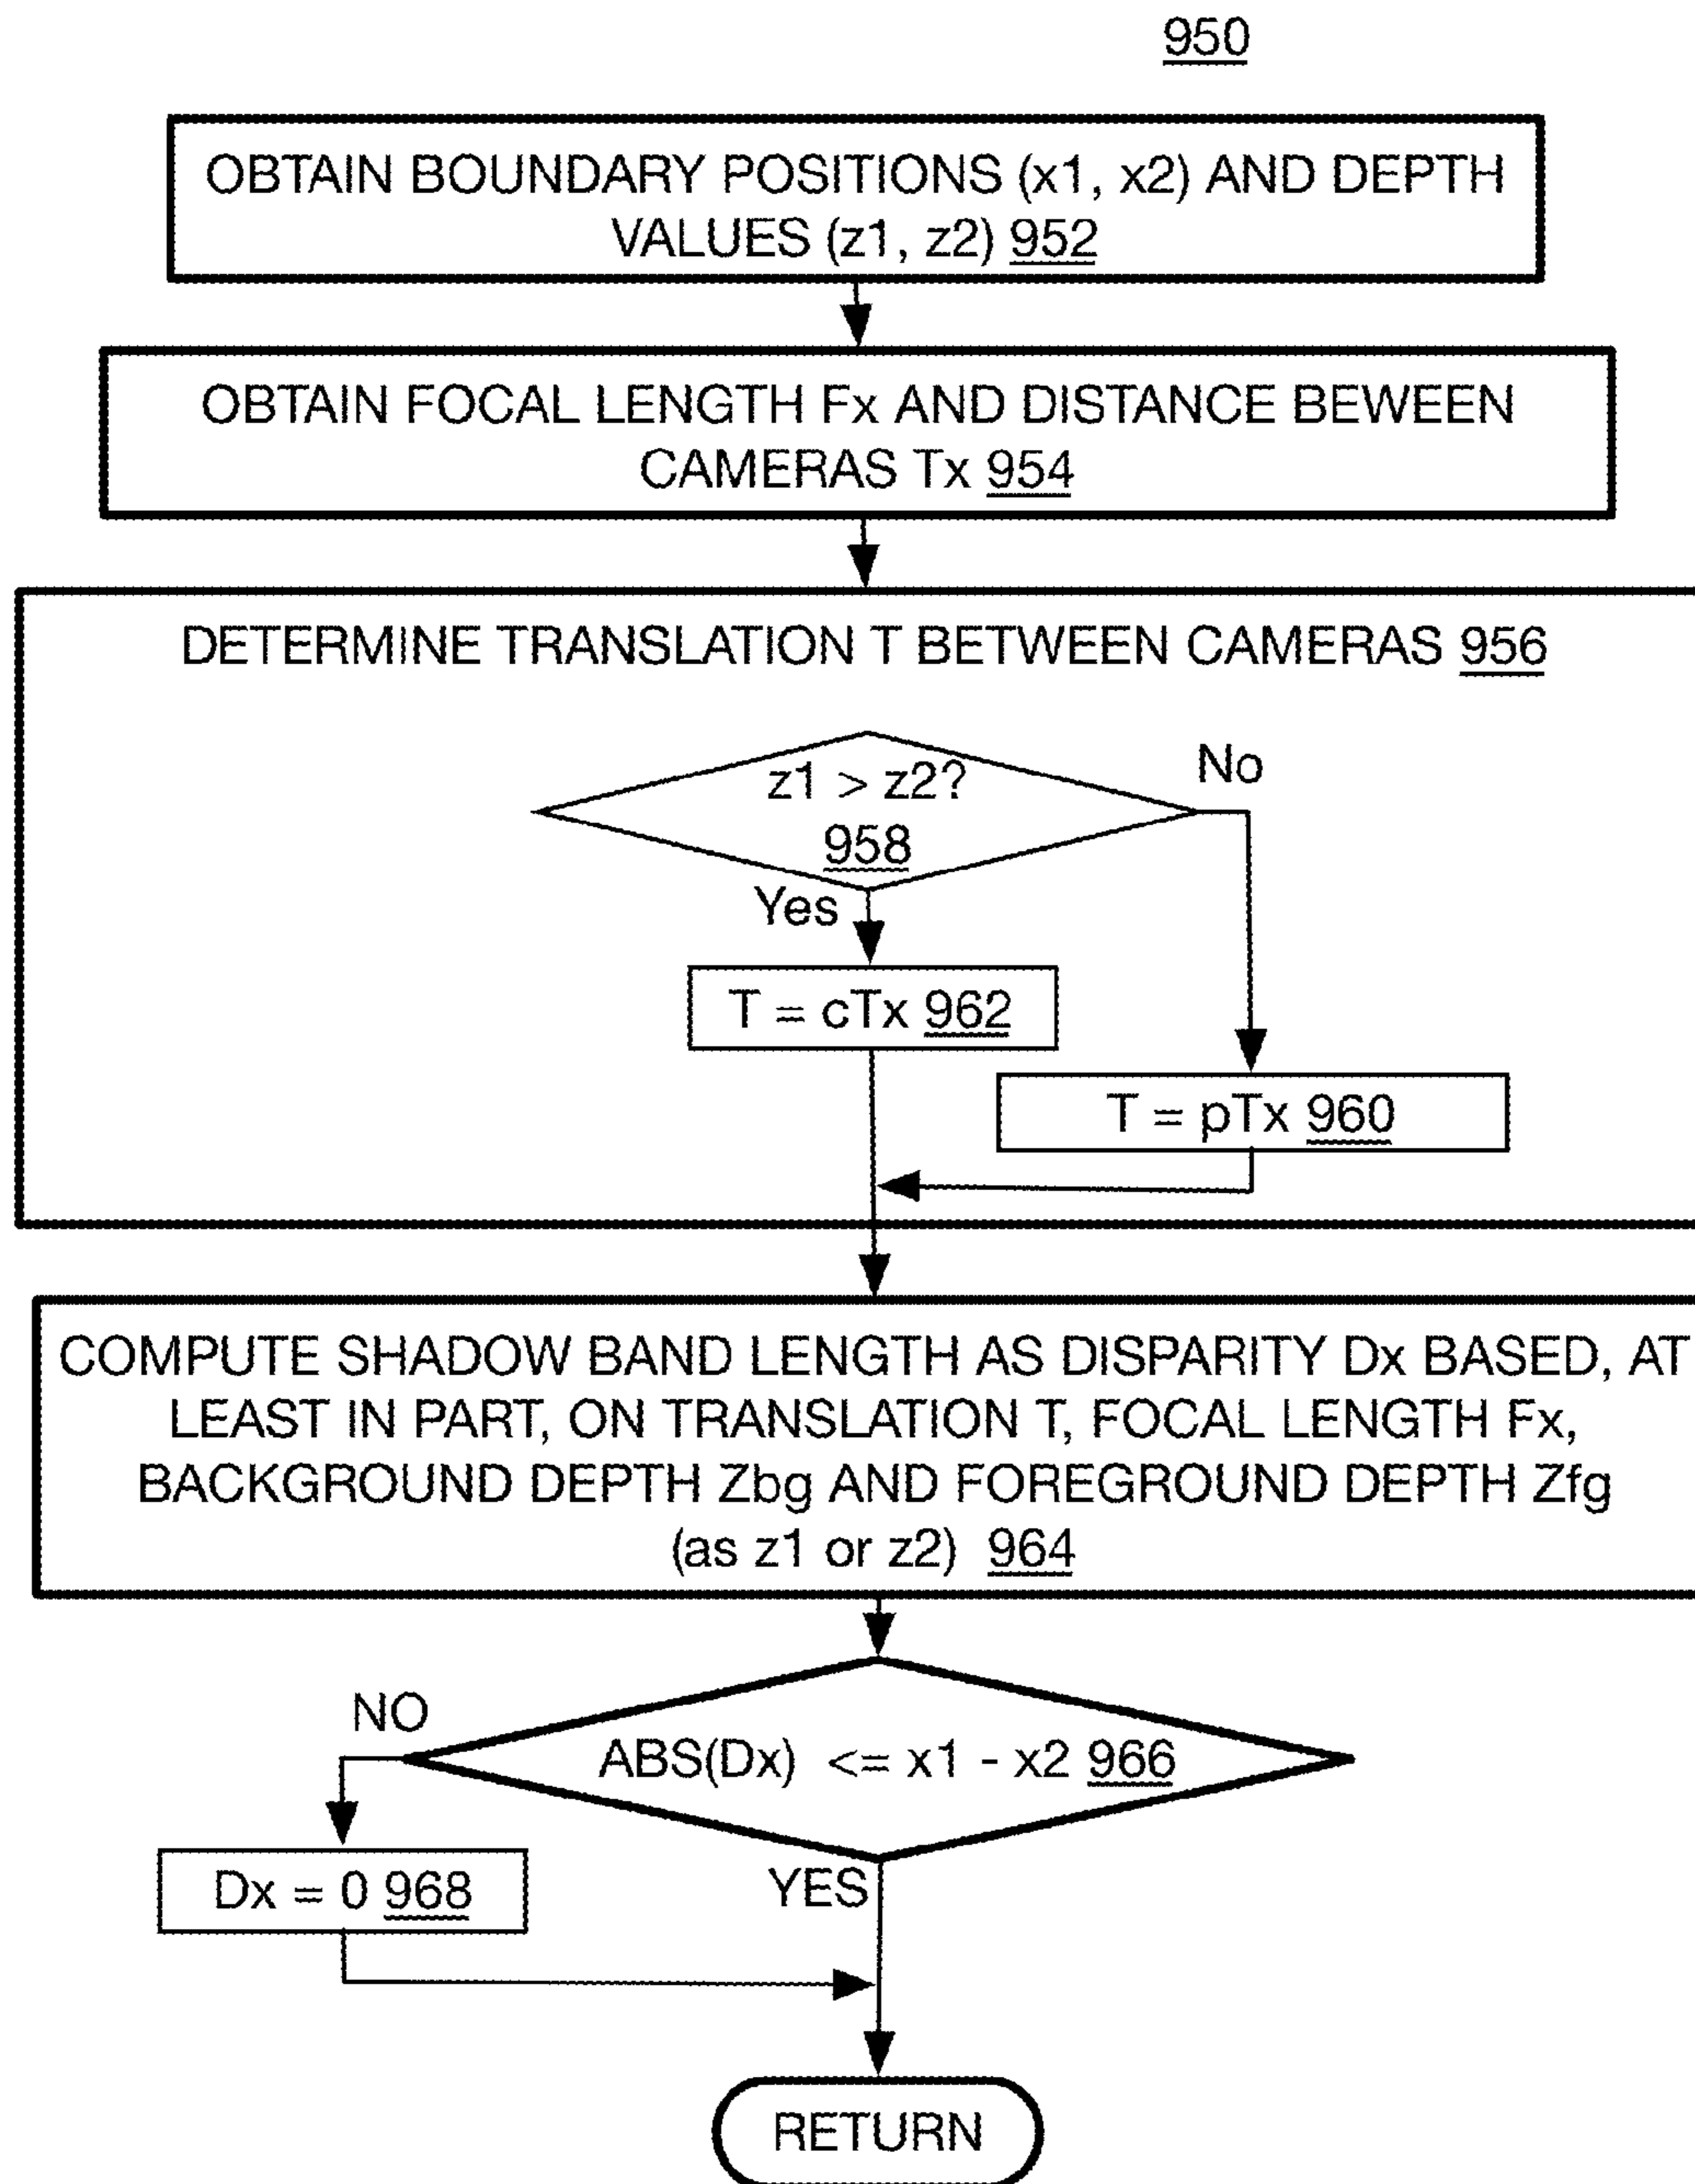 950
OBTAIN BOUNDARY POSITIONS (x1, x2) AND DEPTH
VALUES (z1, z2) 952
OBTAIN FOCAL LENGTH Fx AND DISTANCE BEWEEN
CAMERAS Tx 954
DETERMINE TRANSLATION T BETWEEN CAMERAS 956
z1 > z2?
958
No
Yes
T = cTx 962
T = pTx 960
COMPUTE SHADOW BAND LENGTH AS DISPARITY Dx BASED, AT
LEAST IN PART, ON TRANSLATION T, FOCAL LENGTH Fx,
BACKGROUND DEPTH Zbg AND FOREGROUND DEPTH Zfg
(as z1 or z2) 964
NO
ABS(Dx) <= x1 - x2 966
Dx = 0 968
YES
RETURN